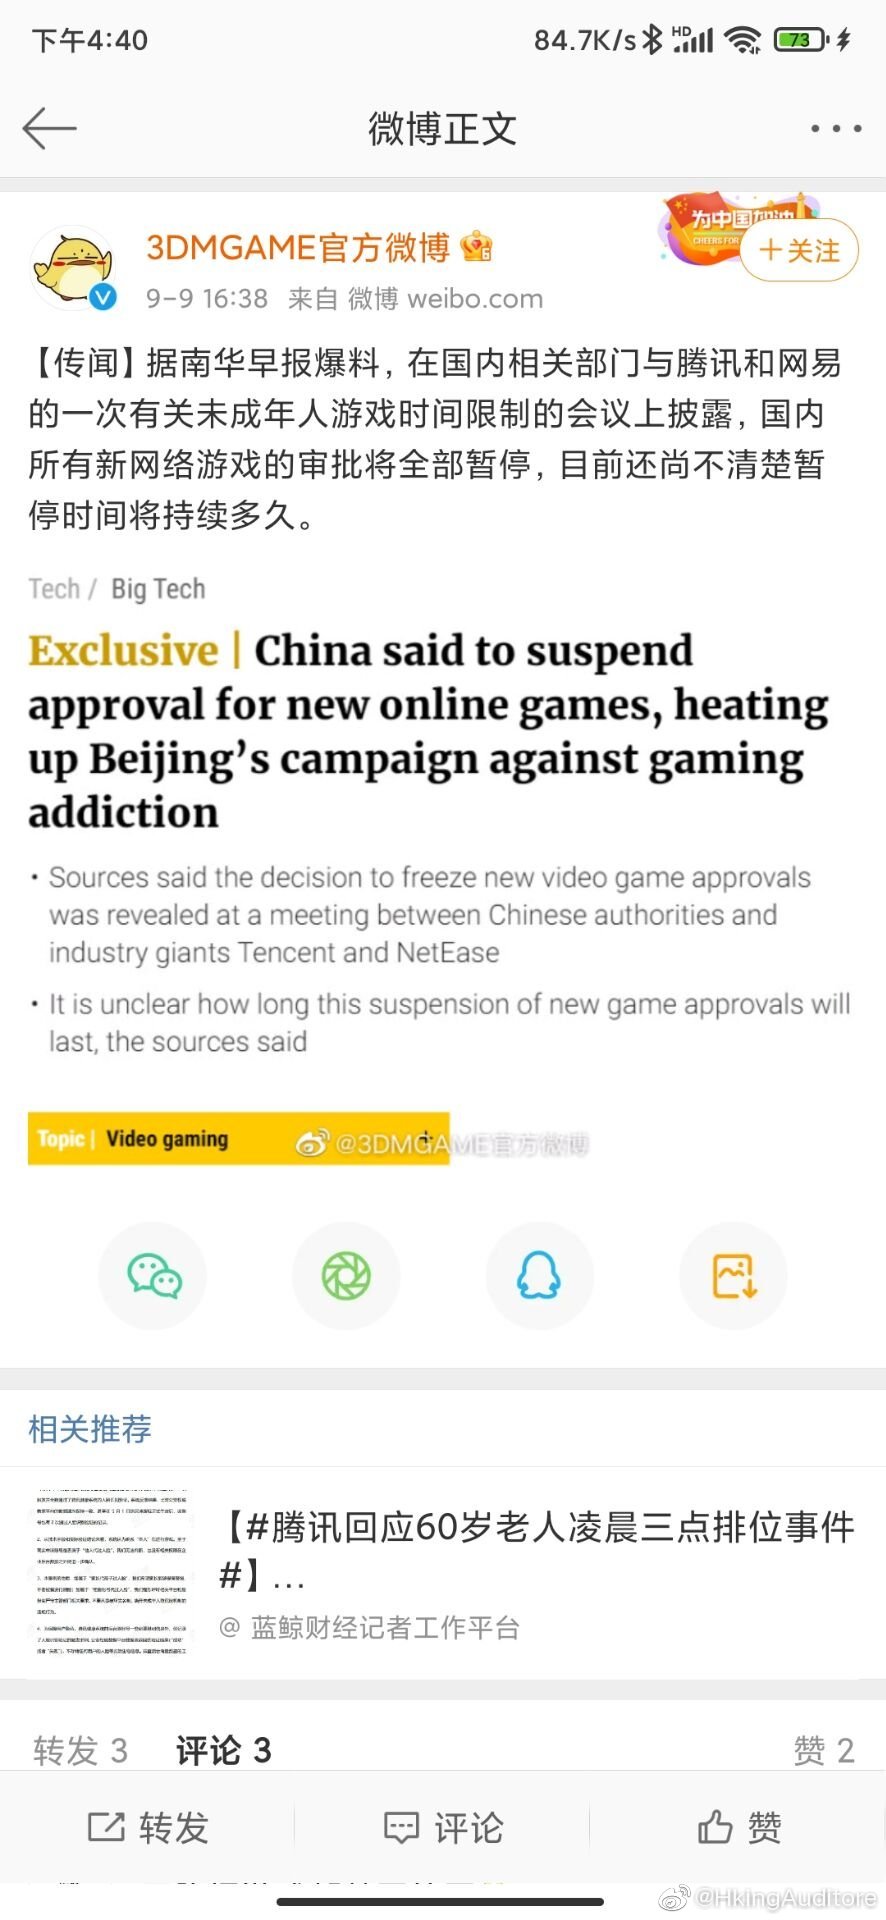 下午4:40
84.7K/s
HD
73
微博正文
为中国加油
CHEERS FOR
3DMGAME官方微博
+关注
9-9 16:38 来自 微博 weibo.com
【传闻】据南华早报爆料，在国内相关部门与腾讯和网易
的一次有关未成年人游戏时间限制的会议上披露，国内
所有新网络游戏的审批将全部暂停，目前还尚不清楚暂
停时间将持续多久。
Tech / Big Tech
Exclusive | China said to suspend
approval for new online games, heating
up Beijing’s campaign against gaming
addiction
• Sources said the decision to freeze new video game approvals
was revealed at a meeting between Chinese authorities and
industry giants Tencent and NetEase
• It is unclear how long this suspension of new game approvals will
last, the sources said
Topic | Video gaming +
@3DMGAME官方微博
相关推荐
【#腾讯回应60岁老人凌晨三点排位事件
#】...
@ 蓝鲸财经记者工作平台
转发 3 评论 3 赞 2
转发 评论 赞
@HkingAuditore